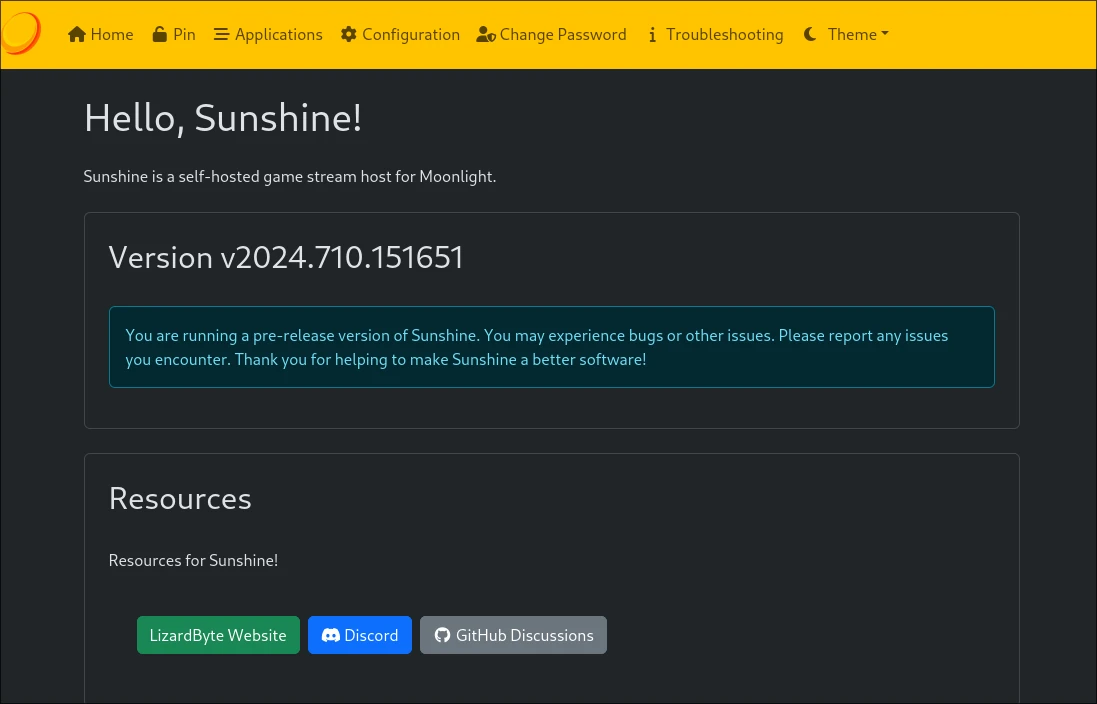 Home Pin Applications Configuration Change Password Troubleshooting Theme
Hello, Sunshine!
Sunshine is a self-hosted game stream host for Moonlight.
Version v2024.710.151651
You are running a pre-release version of Sunshine. You may experience bugs or other issues. Please report any issues
you encounter. Thank you for helping to make Sunshine a better software!
Resources
Resources for Sunshine!
LizardByte Website Discord GitHub Discussions